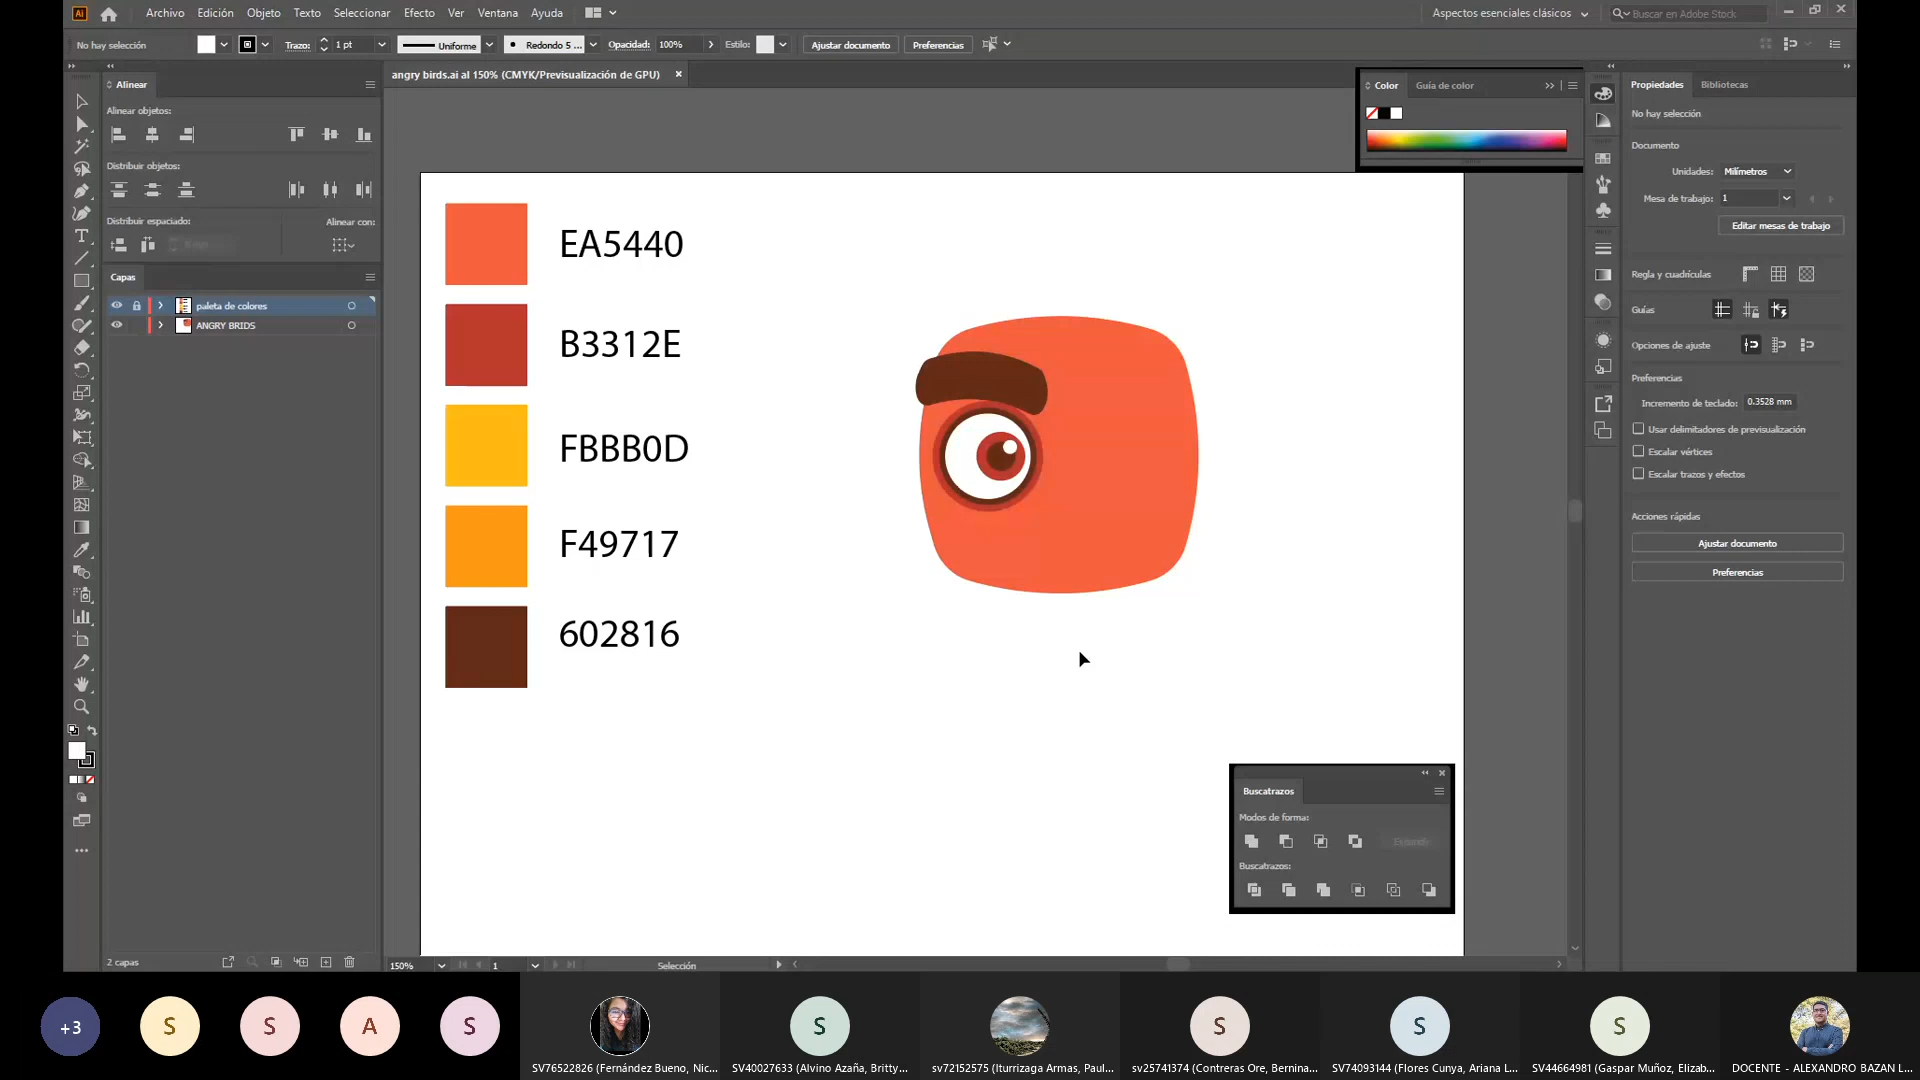 Ai
Archivo Edición Objeto Texto Seleccionar Efecto Ver Ventana Ayuda
Aspectos esenciales clásicos
Buscar en Adobe Stock
No hay selección
Trazo: 1 pt
Uniforme
Redondo 5 ...
Opacidad: 100%
Estilo:
Ajustar documento
Preferencias
Alinear
angry birds.ai al 150% (CMYK/Previsualización de GPU)
Color
Guía de color
Propiedades
Bibliotecas
Alinear objetos:
Distribuir objetos:
Distribuir espaciado:
Alinear con:
Capas
paleta de colores
ANGRY BRIDS
EA5440
B3312E
FBBB0D
F49717
602816
No hay selección
Documento
Unidades: Milímetros
Mesa de trabajo: 1
Editar mesas de trabajo
Regla y cuadrículas
Guías
Opciones de ajuste
Preferencias
Incremento de teclado: 0.3528 mm
Usar delimitadores de previsualización
Escalar vértices
Escalar trazos y efectos
Acciones rápidas
Ajustar documento
Preferencias
Buscatrazos
Modos de forma:
Buscatrazos:
2 capas
150%
1
Selección
+3
S
S
A
S
S
S
S
S
SV76522826 (Fernández Bueno, Nic...
SV40027633 (Alvino Azaña, Britty...
sv72152575 (Iturrizaga Armas, Paul...
sv25741374 (Contreras Ore, Bernina...
SV74093144 (Flores Cunya, Ariana L...
SV44664981 (Gaspar Muñoz, Elizab...
DOCENTE - ALEXANDRO BAZAN L...